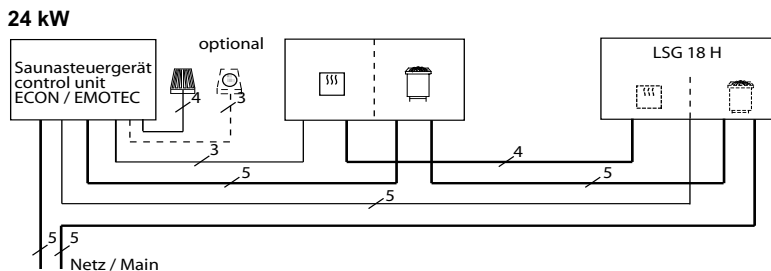 24 kW
optional
Saunasteuergerät
control unit
ECON / EMOTEC
LSG 18 H
4
3
3
4
5
5
5
5
5
Netz / Main